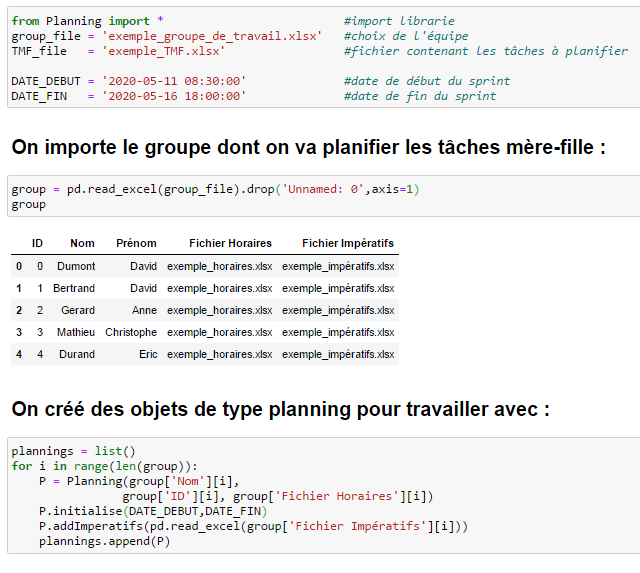 from Planning import * #import librarie
group_file = 'exemple_groupe_de_travail.xlsx' #choix de l'équipe
TMF_file = 'exemple_TMF.xlsx' #fichier contenant les tâches à planifier
DATE_DEBUT = '2020-05-11 08:30:00' #date de début du sprint
DATE_FIN = '2020-05-16 18:00:00' #date de fin du sprint
On importe le groupe dont on va planifier les tâches mère-fille :
group = pd.read_excel(group_file).drop('Unnamed: 0',axis=1)
group
ID Nom Prénom Fichier Horaires Fichier Impératifs
0 0 Dumont David exemple_horaires.xlsx exemple_impératifs.xlsx
1 1 Bertrand David exemple_horaires.xlsx exemple_impératifs.xlsx
2 2 Gerard Anne exemple_horaires.xlsx exemple_impératifs.xlsx
3 3 Mathieu Christophe exemple_horaires.xlsx exemple_impératifs.xlsx
4 4 Durand Eric exemple_horaires.xlsx exemple_impératifs.xlsx
On créé des objets de type planning pour travailler avec :
plannings = list()
for i in range(len(group)):
P = Planning(group['Nom'][i],
group['ID'][i], group['Fichier Horaires'][i])
P.initialise(DATE_DEBUT,DATE_FIN)
P.addImperatifs(pd.read_excel(group['Fichier Impératifs'][i]))
plannings.append(P)